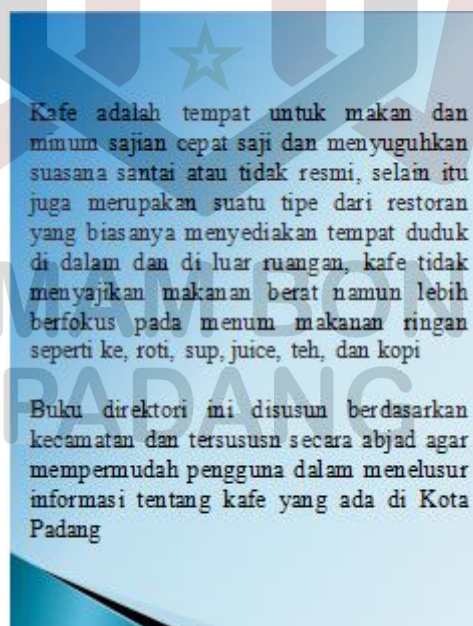 Kafe adalah tempat untuk makan dan
minum sajian cepat saji dan menyuguhkan
suasana santai atau tidak resmi, selain itu
juga merupakan suatu tipe dari restoran
yang biasanya menyediakan tempat duduk
di dalam dan di luar ruangan, kafe tidak
menyajikan makanan berat namun lebih
berfokus pada menum makanan ringan
seperti ke, roti, sup, juice, teh, dan kopi
Buku direktori ini disusun berdasarkan
kecamatan dan tersususn secara abjad agar
mempermudah pengguna dalam menelusur
informasi tentang kafe yang ada di Kota
Padang
MAM BON
PADANG